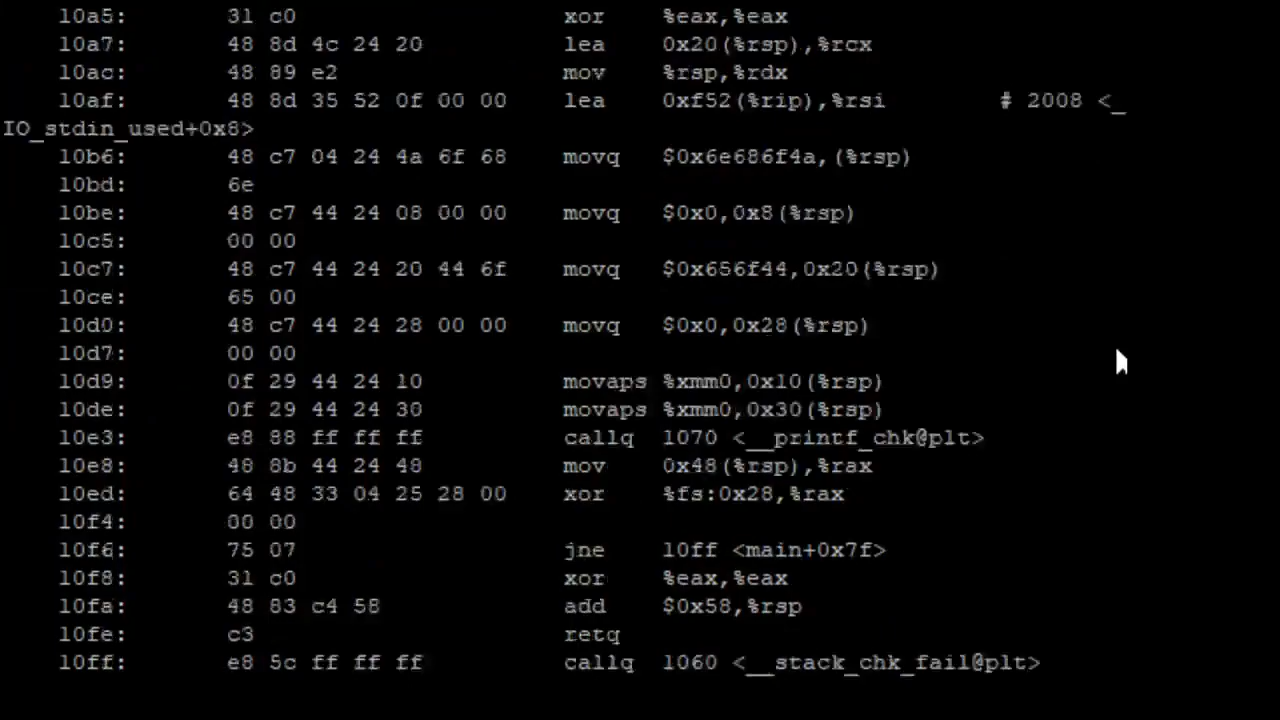 10a5: 31 c0 xor %eax,%eax
10a7: 48 8d 4c 24 20 lea 0x20(%rsp),%rcx
10ac: 48 89 e2 mov %rsp,%rdx
10af: 48 8d 35 52 0f 00 00 lea 0xf52(%rip),%rsi # 2008 <_
IO_stdin_used+0x8>
10b6: 48 c7 04 24 4a 6f 68 movq $0x6e686f4a,(%rsp)
10bd: 6e
10be: 48 c7 44 24 08 00 00 movq $0x0,0x8(%rsp)
10c5: 00 00
10c7: 48 c7 44 24 20 44 6f movq $0x656f44,0x20(%rsp)
10ce: 65 00
10d0: 48 c7 44 24 28 00 00 movq $0x0,0x28(%rsp)
10d7: 00 00
10d9: 0f 29 44 24 10 movaps %xmm0,0x10(%rsp)
10de: 0f 29 44 24 30 movaps %xmm0,0x30(%rsp)
10e3: e8 88 ff ff ff callq 1070 <__printf_chk@plt>
10e8: 48 8b 44 24 48 mov 0x48(%rsp),%rax
10ed: 64 48 33 04 25 28 00 xor %fs:0x28,%rax
10f4: 00 00
10f6: 75 07 jne 10ff <main+0x7f>
10f8: 31 c0 xor %eax,%eax
10fa: 48 83 c4 58 add $0x58,%rsp
10fe: c3 retq
10ff: e8 5c ff ff ff callq 1060 <__stack_chk_fail@plt>